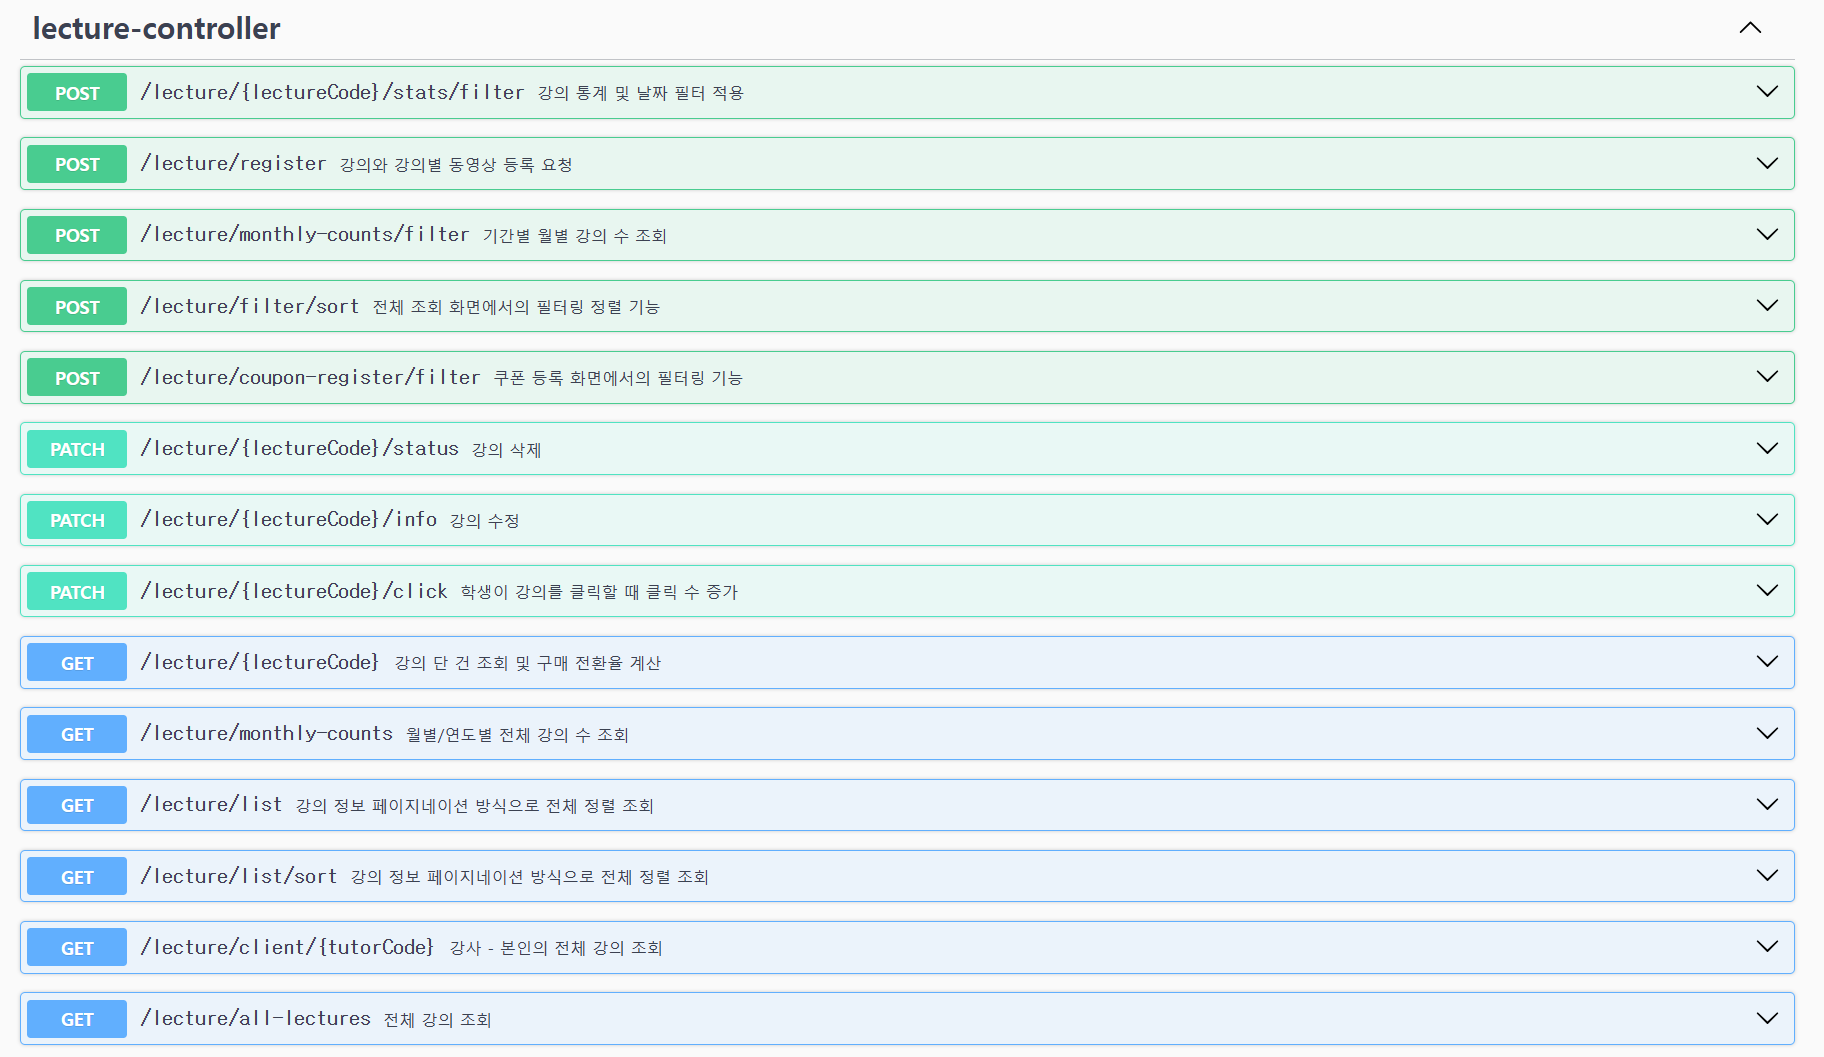 lecture-controller
POST /lecture/{lectureCode}/stats/filter 강의 통계 및 날짜 필터 적용
POST /lecture/register 강의와 강의별 동영상 등록 요청
POST /lecture/monthly-counts/filter 기간별 월별 강의 수 조회
POST /lecture/filter/sort 전체 조회 화면에서의 필터링 정렬 기능
POST /lecture/coupon-register/filter 쿠폰 등록 화면에서의 필터링 기능
PATCH /lecture/{lectureCode}/status 강의 삭제
PATCH /lecture/{lectureCode}/info 강의 수정
PATCH /lecture/{lectureCode}/click 학생이 강의를 클릭할 때 클릭 수 증가
GET /lecture/{lectureCode} 강의 단 건 조회 및 구매 전환율 계산
GET /lecture/monthly-counts 월별/연도별 전체 강의 수 조회
GET /lecture/list 강의 정보 페이지네이션 방식으로 전체 정렬 조회
GET /lecture/list/sort 강의 정보 페이지네이션 방식으로 전체 정렬 조회
GET /lecture/client/{tutorCode} 강사 - 본인의 전체 강의 조회
GET /lecture/all-lectures 전체 강의 조회